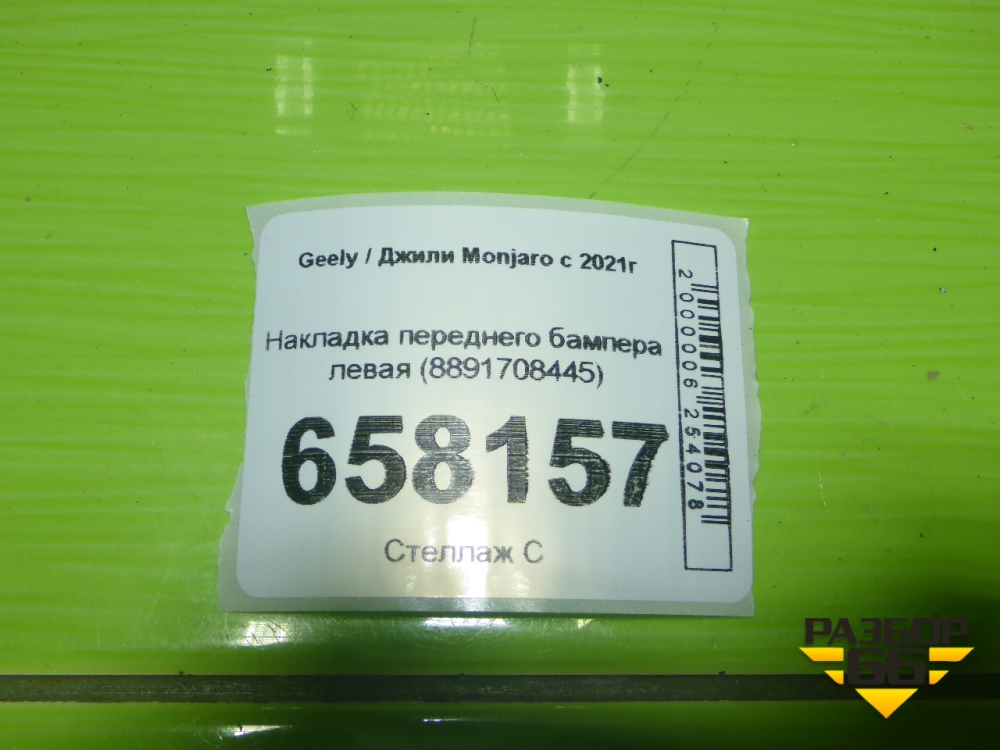 Geely / Джили Monjaro с 2021г
Накладка переднего бампера
левая (8891708445)
658157
Стеллаж С
2000006254078
РАЗБОР
66